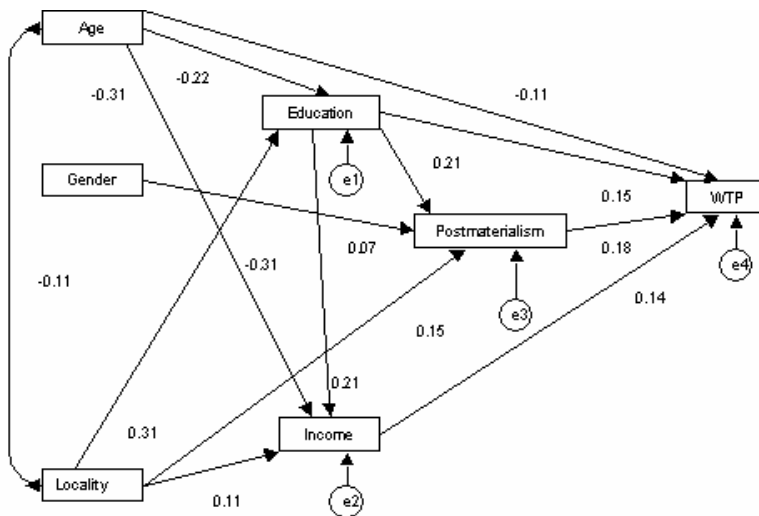 Age
-0.31
-0.22
-0.11
Education
0.21
e1
Gender
0.15
WTP
Postmaterialism
0.07
0.18
-0.31
e4
-0.11
0.14
e3
0.15
0.21
0.31
Income
Locality
0.11
e2